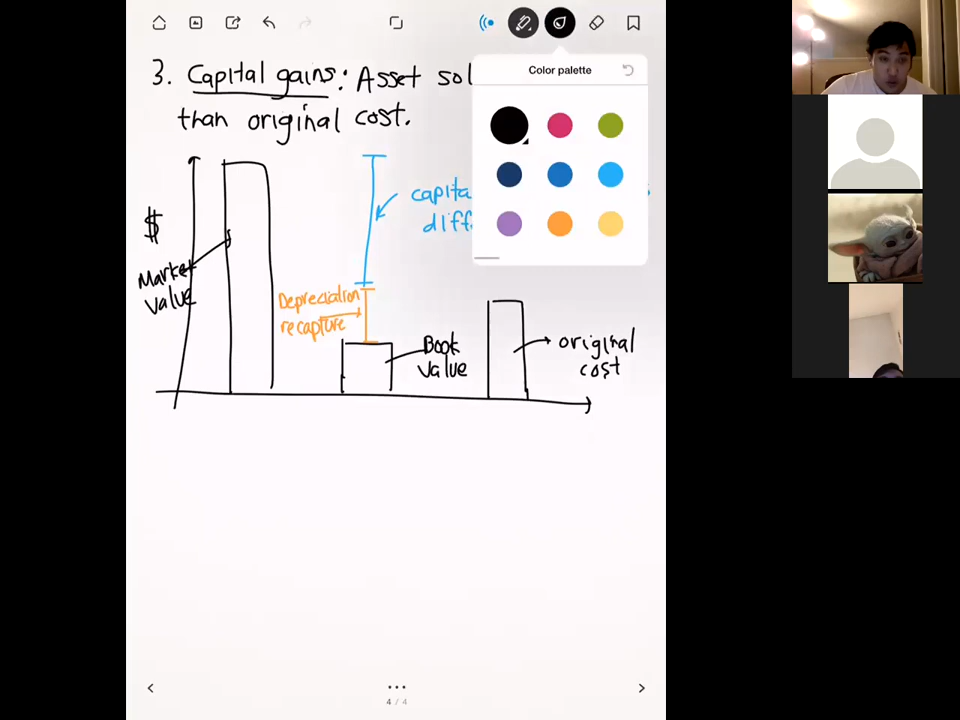 Color palette
3. Capital gains: Asset sol
than original cost.
$
capita
diff
Market
value
Depreciation
recapture
Book
value
original
cost
4 / 4